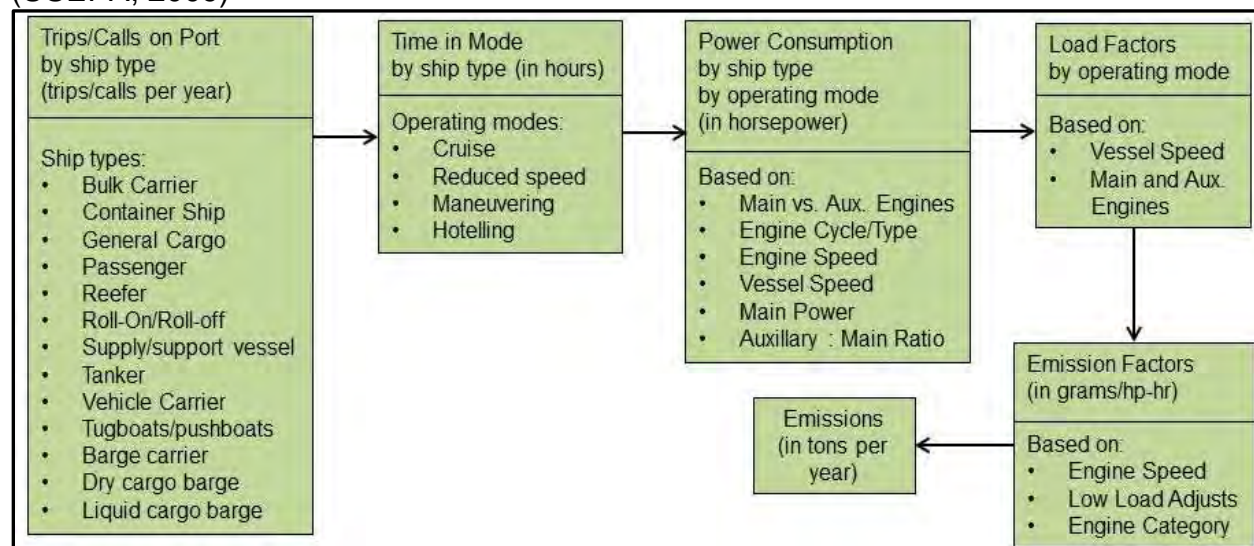 Trips/Calls on Port
by ship type
(trips/calls per year)
Ship types:
• Bulk Carrier
• Container Ship
• General Cargo
• Passenger
• Reefer
• Roll-On/Roll-off
• Supply/support vessel
• Tanker
• Vehicle Carrier
• Tugboats/pushboats
• Barge carrier
• Dry cargo barge
• Liquid cargo barge
Time in Mode
by ship type (in hours)
Operating modes:
• Cruise
• Reduced speed
• Maneuvering
• Hotelling
Power Consumption
by ship type
by operating mode
(in horsepower)
Based on:
• Main vs. Aux. Engines
• Engine Cycle/Type
• Engine Speed
• Vessel Speed
• Main Power
• Auxillary : Main Ratio
Load Factors
by operating mode
Based on:
• Vessel Speed
• Main and Aux.
Engines
Emission Factors
(in grams/hp-hr)
Based on:
• Engine Speed
• Low Load Adjusts
• Engine Category
Emissions
(in tons per
year)